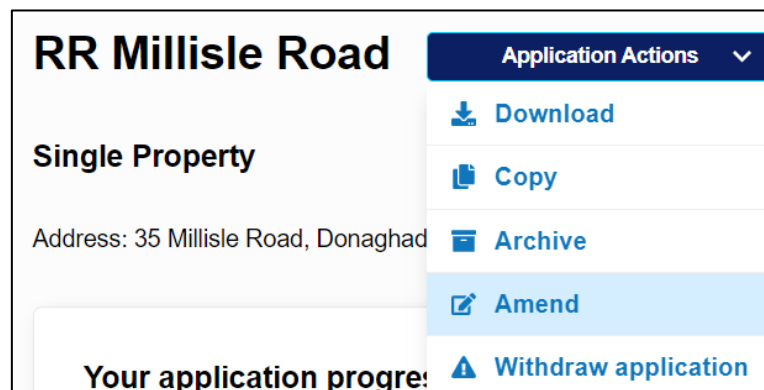 RR Millisle Road
Application Actions
Download
Single Property
Copy
Address: 35 Millisle Road, Donaghad
Archive
Amend
Your application progres
Withdraw application